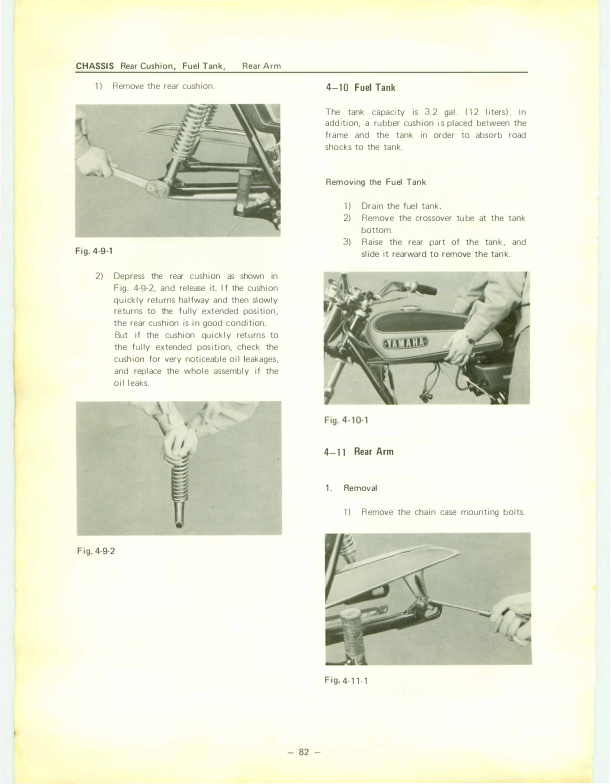 CHASSIS Rear Cushion, Fuel Tank, Rear Arm
1) Remove the rear cushion.
Fig. 4-9-1
2) Depress the rear cushion as shown in
Fig. 4-9-2, and release it. If the cushion
quickly returns halfway and then slowly
returns to the fully extended position,
the rear cushion is in good condition.
But if the cushion quickly returns to
the fully extended position, check the
cushion for very noticeable oil leakages,
and replace the whole assembly if the
oil leaks.
Fig. 4-9-2
4-10 Fuel Tank
The tank capacity is 3.2 gal. (12 liters). In
addition, a rubber cushion is placed between the
frame and the tank in order to absorb road
shocks to the tank.
Removing the Fuel Tank
1) Drain the fuel tank.
2) Remove the crossover tube at the tank
bottom.
3) Raise the rear part of the tank, and
slide it rearward to remove the tank.
YAMAHA
Fig. 4-10-1
4-11 Rear Arm
1. Removal
1) Remove the chain case mounting bolts.
Fig. 4-11-1
– 82 –